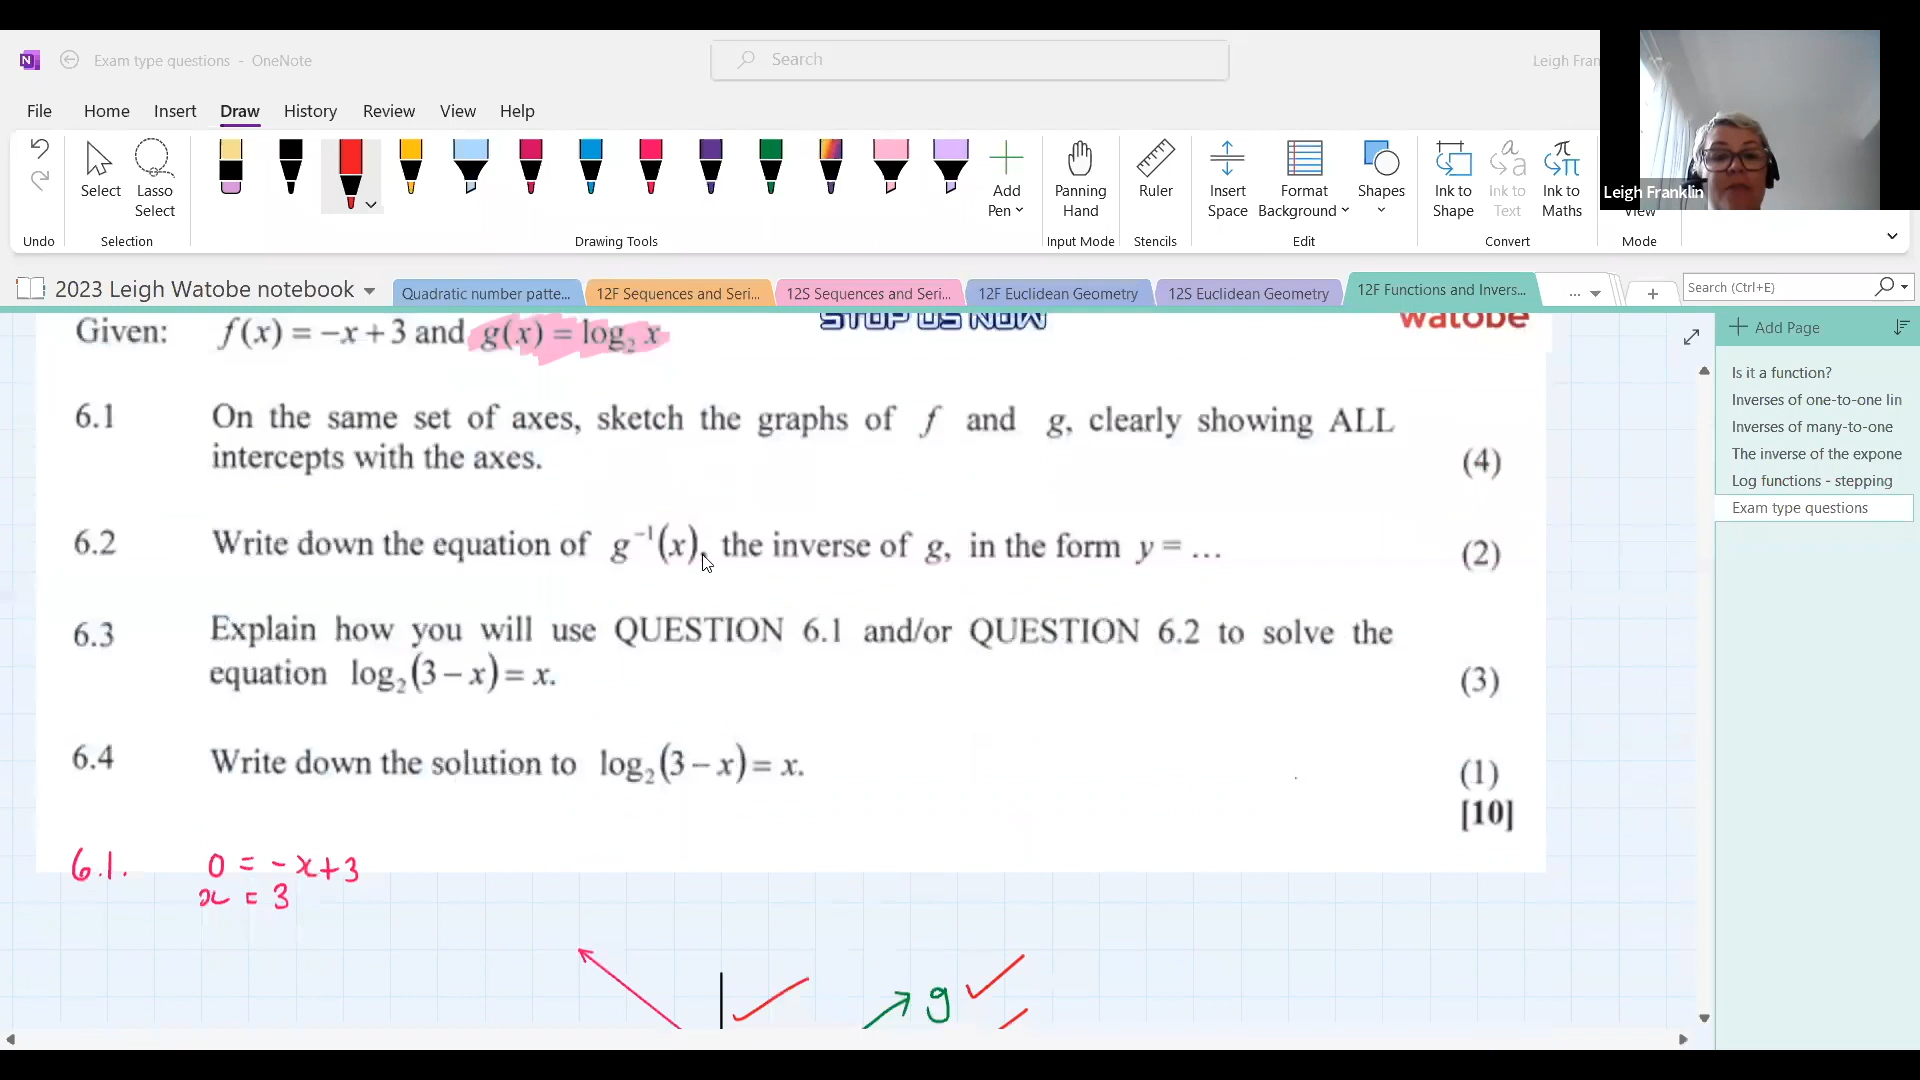 Exam type questions - OneNote
Search
Leigh Fran
File
Home
Insert
Draw
History
Review
View
Help
Select
Lasso
Select
Add
Pen
Panning
Hand
Ruler
Insert
Space
Format
Background
Shapes
Ink to
Shape
Ink to
Text
Ink to
Maths
View
Leigh Franklin
Undo
Selection
Drawing Tools
Input Mode
Stencils
Edit
Convert
Mode
2023 Leigh Watobe notebook
Quadratic number patte...
12F Sequences and Seri...
12S Sequences and Seri...
12F Euclidean Geometry
12S Euclidean Geometry
12F Functions and Invers...
...
Search (Ctrl+E)
Add Page
Is it a function?
Inverses of one-to-one lin
Inverses of many-to-one
The inverse of the expone
Log functions - stepping
Exam type questions
STOP US NOW
watobe
Given: f(x) = −x + 3 and g(x) = log₂ x
6.1 On the same set of axes, sketch the graphs of f and g, clearly showing ALL
intercepts with the axes. (4)
6.2 Write down the equation of g⁻¹(x), the inverse of g, in the form y = ... (2)
6.3 Explain how you will use QUESTION 6.1 and/or QUESTION 6.2 to solve the
equation log₂(3 − x) = x. (3)
6.4 Write down the solution to log₂(3 − x) = x. (1)
[10]
6.1. 0 = -x+3
x = 3
g